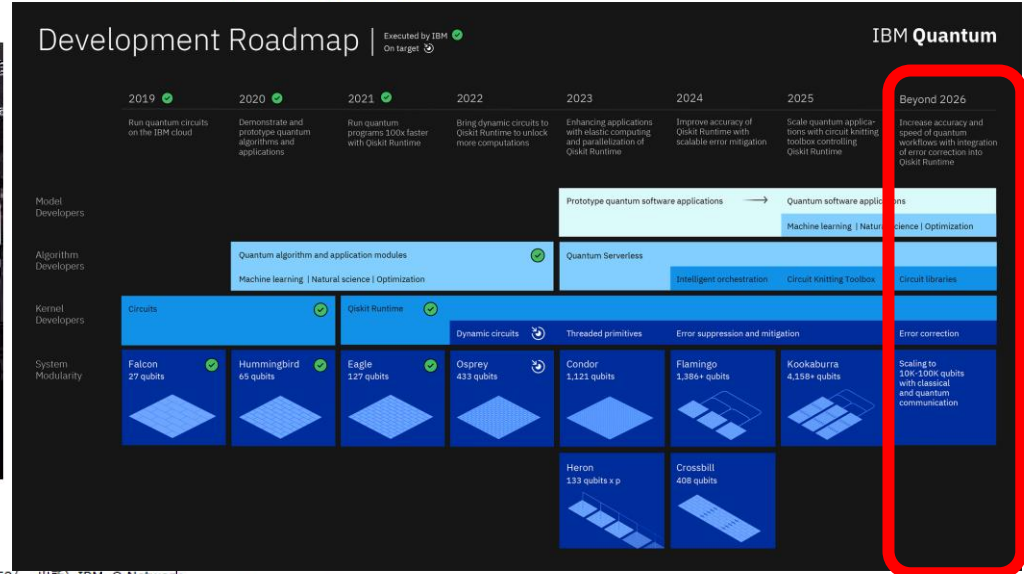 Development Roadmap | Executed by IBM
On target
IBM Quantum
2019
2020
2021
2022
2023
2024
2025
Beyond 2026
Run quantum circuits
on the IBM cloud
Demonstrate and
prototype quantum
algorithms and
applications
Run quantum
programs 100x faster
with Qiskit Runtime
Bring dynamic circuits to
Qiskit Runtime to unlock
more computations
Enhancing applications
with elastic computing
and parallelization of
Qiskit Runtime
Improve accuracy of
Qiskit Runtime with
scalable error mitigation
Scale quantum applica-
tions with circuit knitting
toolbox controlling
Qiskit Runtime
Increase accuracy and
speed of quantum
workflows with integration
of error correction into
Qiskit Runtime
Model
Developers
Prototype quantum software applications →
Quantum software applications
Machine learning | Natural science | Optimization
Algorithm
Developers
Quantum algorithm and application modules
Machine learning | Natural science | Optimization
Quantum Serverless
Intelligent orchestration
Circuit Knitting Toolbox
Circuit libraries
Kernel
Developers
Circuits
Qiskit Runtime
Dynamic circuits
Threaded primitives
Error suppression and mitigation
Error correction
System
Modularity
Falcon
27 qubits
Hummingbird
65 qubits
Eagle
127 qubits
Osprey
433 qubits
Condor
1,121 qubits
Flamingo
1,386+ qubits
Kookaburra
4,158+ qubits
Scaling to
10K-100K qubits
with classical
and quantum
communication
Heron
133 qubits x p
Crossbill
408 qubits